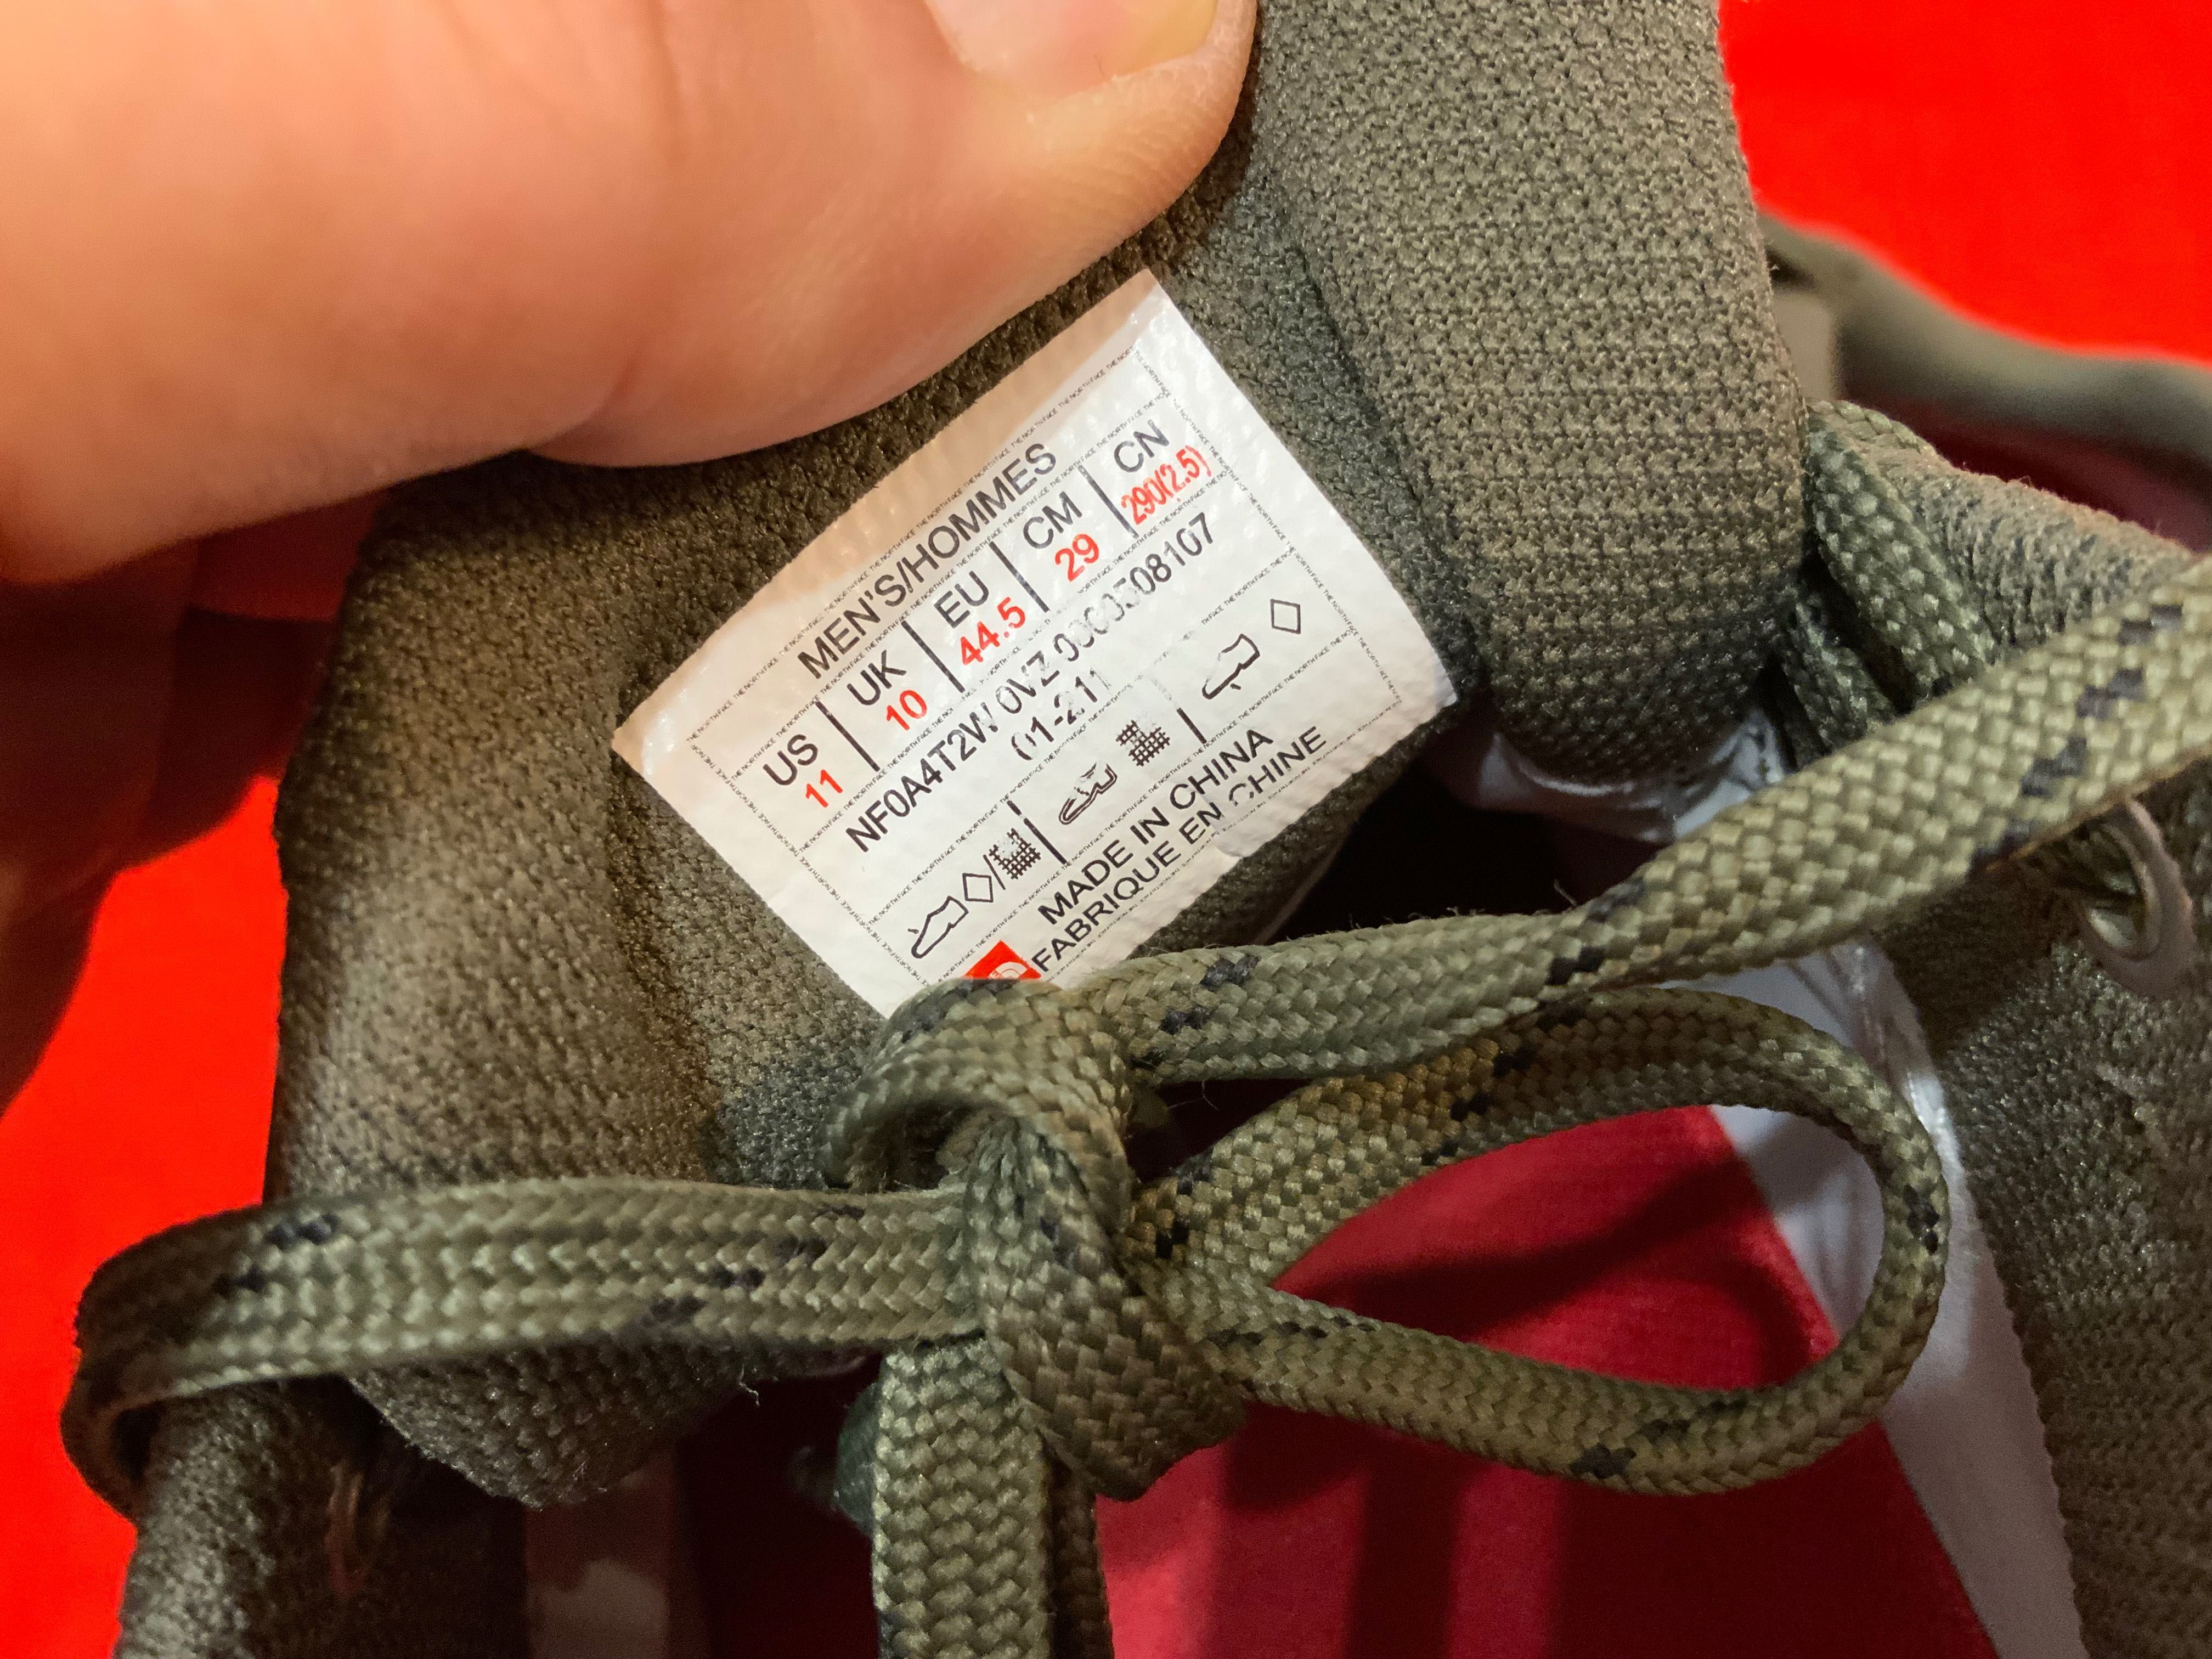 MEN'S/HOMMES
US UK EU CM CN
11 10 44.5 29 290(2.5)
NF0A4T2W 0VZ
MADE IN CHINA
FABRIQUE EN CHINE